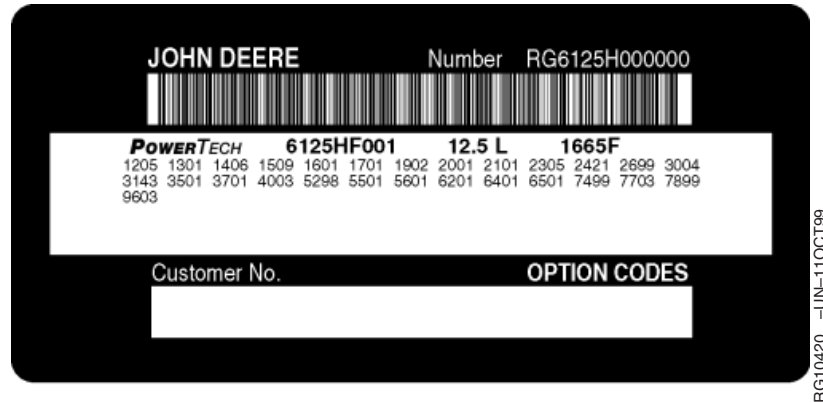 JOHN DEERE Number RG6125H000000
POWERTECH 6125HF001 12.5 L 1665F
1205 1301 1406 1509 1601 1701 1902 2001 2101 2305 2421 2699 3004
3143 3501 3701 4003 5298 5501 5601 6201 6401 6501 7499 7703 7899
9603
Customer No. OPTION CODES
RG10420 –UN–11OCT99